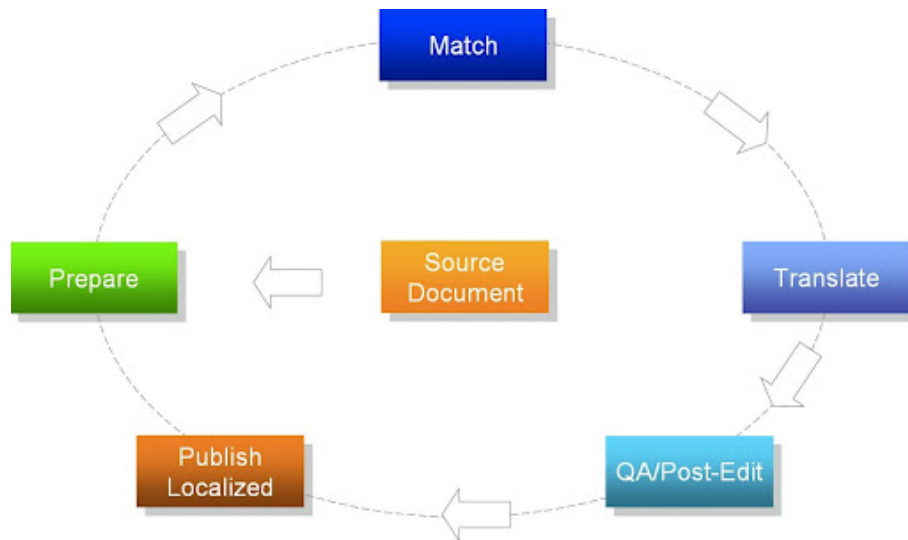 Match
Prepare
Source
Document
Translate
Publish
Localized
QA/Post-Edit